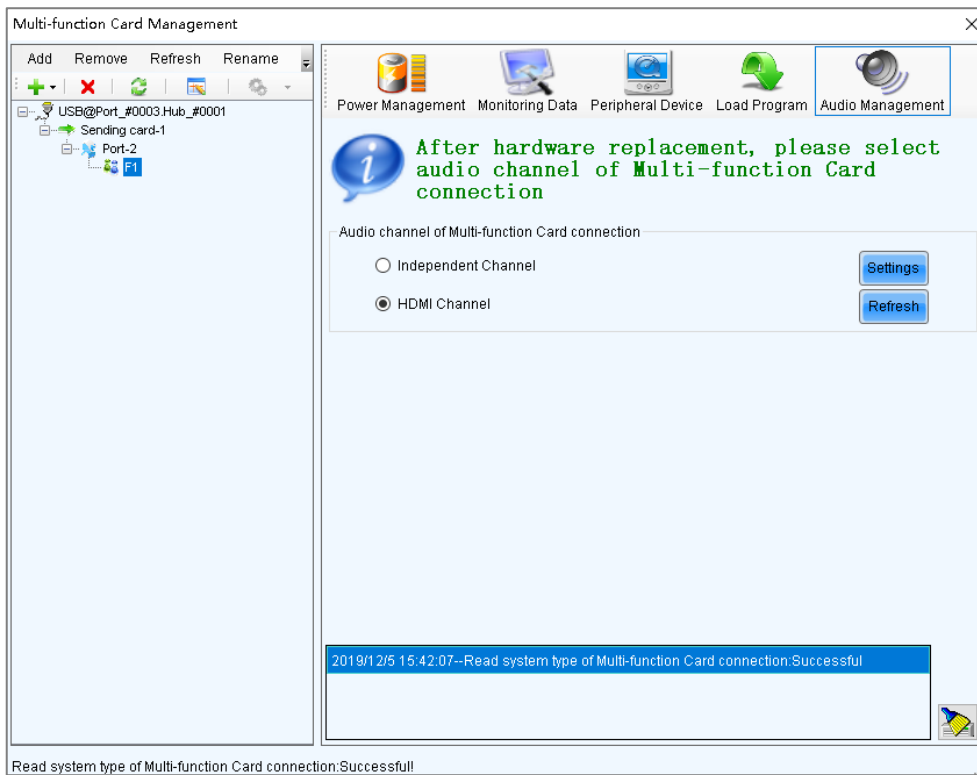 Multi-function Card Management
Add Remove Refresh Rename
USB@Port_#0003.Hub_#0001
Sending card-1
Port-2
F1
Power Management Monitoring Data Peripheral Device Load Program Audio Management
After hardware replacement, please select
audio channel of Multi-function Card
connection
Audio channel of Multi-function Card connection
Independent Channel
Settings
HDMI Channel
Refresh
2019/12/5 15:42:07--Read system type of Multi-function Card connection:Successful
Read system type of Multi-function Card connection:Successful!